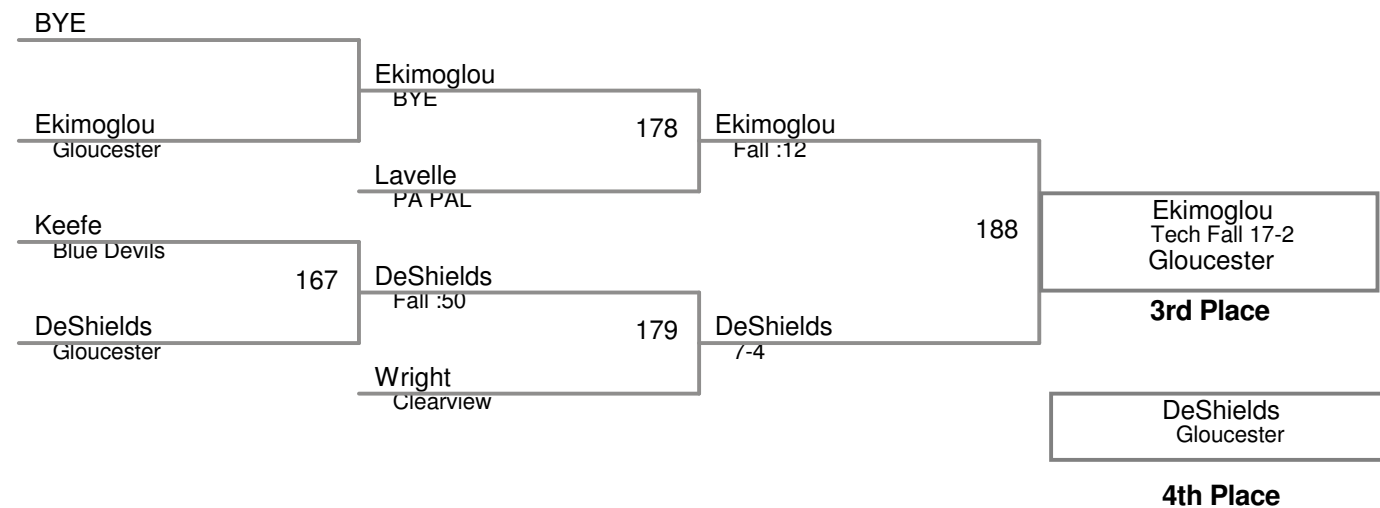 BYE
Ekimoglou
BYE
Ekimoglou
Gloucester
178
Ekimoglou
Fall :12
Lavelle
PA PAL
Keefe
Blue Devils
188
Ekimoglou
Tech Fall 17-2
Gloucester
3rd Place
167
DeShields
Fall :50
DeShields
Gloucester
179
DeShields
7-4
Wright
Clearview
DeShields
Gloucester
4th Place